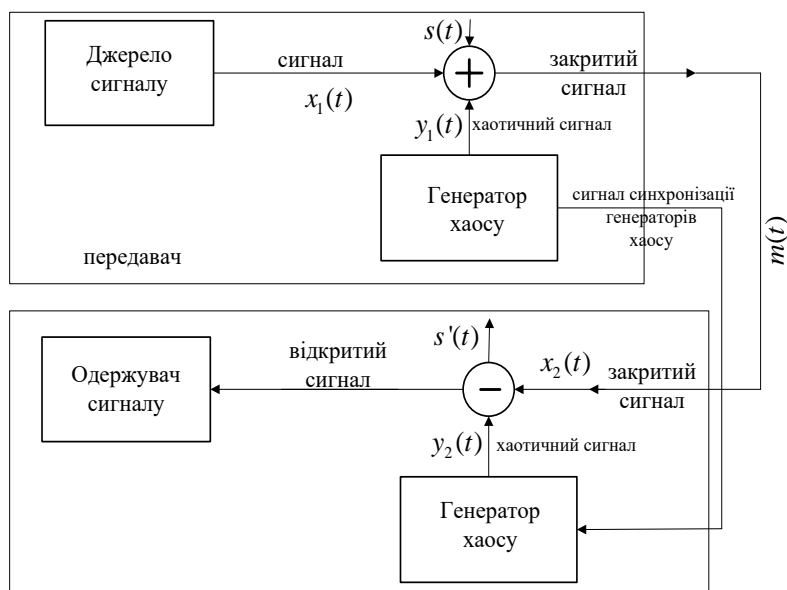 s(t)
Джерело
сигналу
сигнал
закритий
сигнал
x₁(t)
y₁(t)
хаотичний сигнал
Генератор
хаосу
сигнал синхронізації
генераторів
хаосу
m(t)
передавач
s'(t)
відкритий
сигнал
x₂(t)
закритий
сигнал
Одержувач
сигналу
y₂(t)
хаотичний сигнал
Генератор
хаосу